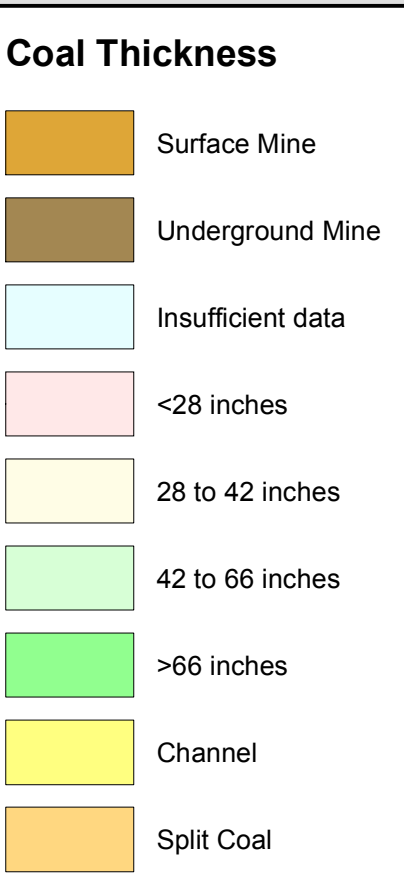 Coal Thickness
Surface Mine
Underground Mine
Insufficient data
<28 inches
28 to 42 inches
42 to 66 inches
>66 inches
Channel
Split Coal